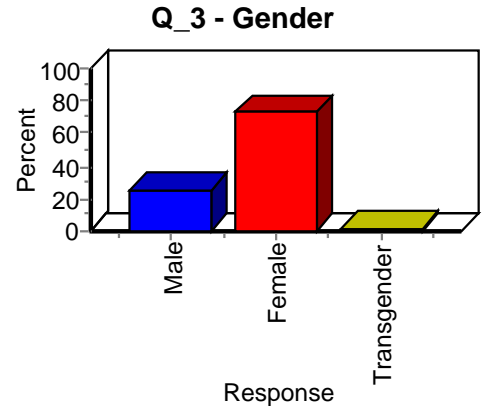 Q_3 - Gender
Percent
100
80
60
40
20
0
Male
Female
Transgender
Response